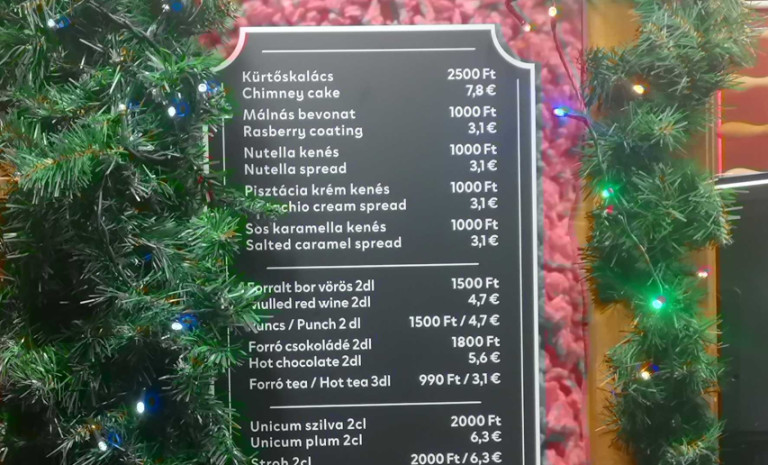 Kürtőskalács 2500 Ft
Chimney cake 7,8 €
Málnás bevonat 1000 Ft
Rasberry coating 3,1 €
Nutella kenés 1000 Ft
Nutella spread 3,1 €
Pisztácia krém kenés 1000 Ft
cream spread 3,1 €
Sos karamella kenés 1000 Ft
Salted caramel spread 3,1 €
Forralt bor vörös 2dl 1500 Ft
Mulled red wine 2dl 4,7 €
Puncs / Punch 2 dl 1500 Ft / 4,7 €
Forró csokoládé 2dl 1800 Ft
Hot chocolate 2dl 5,6 €
Forró tea / Hot tea 3dl 990 Ft / 3,1 €
Unicum szilva 2cl 2000 Ft
Unicum plum 2cl 6,3 €
Stroh 2cl 2000 Ft / 6,3 €